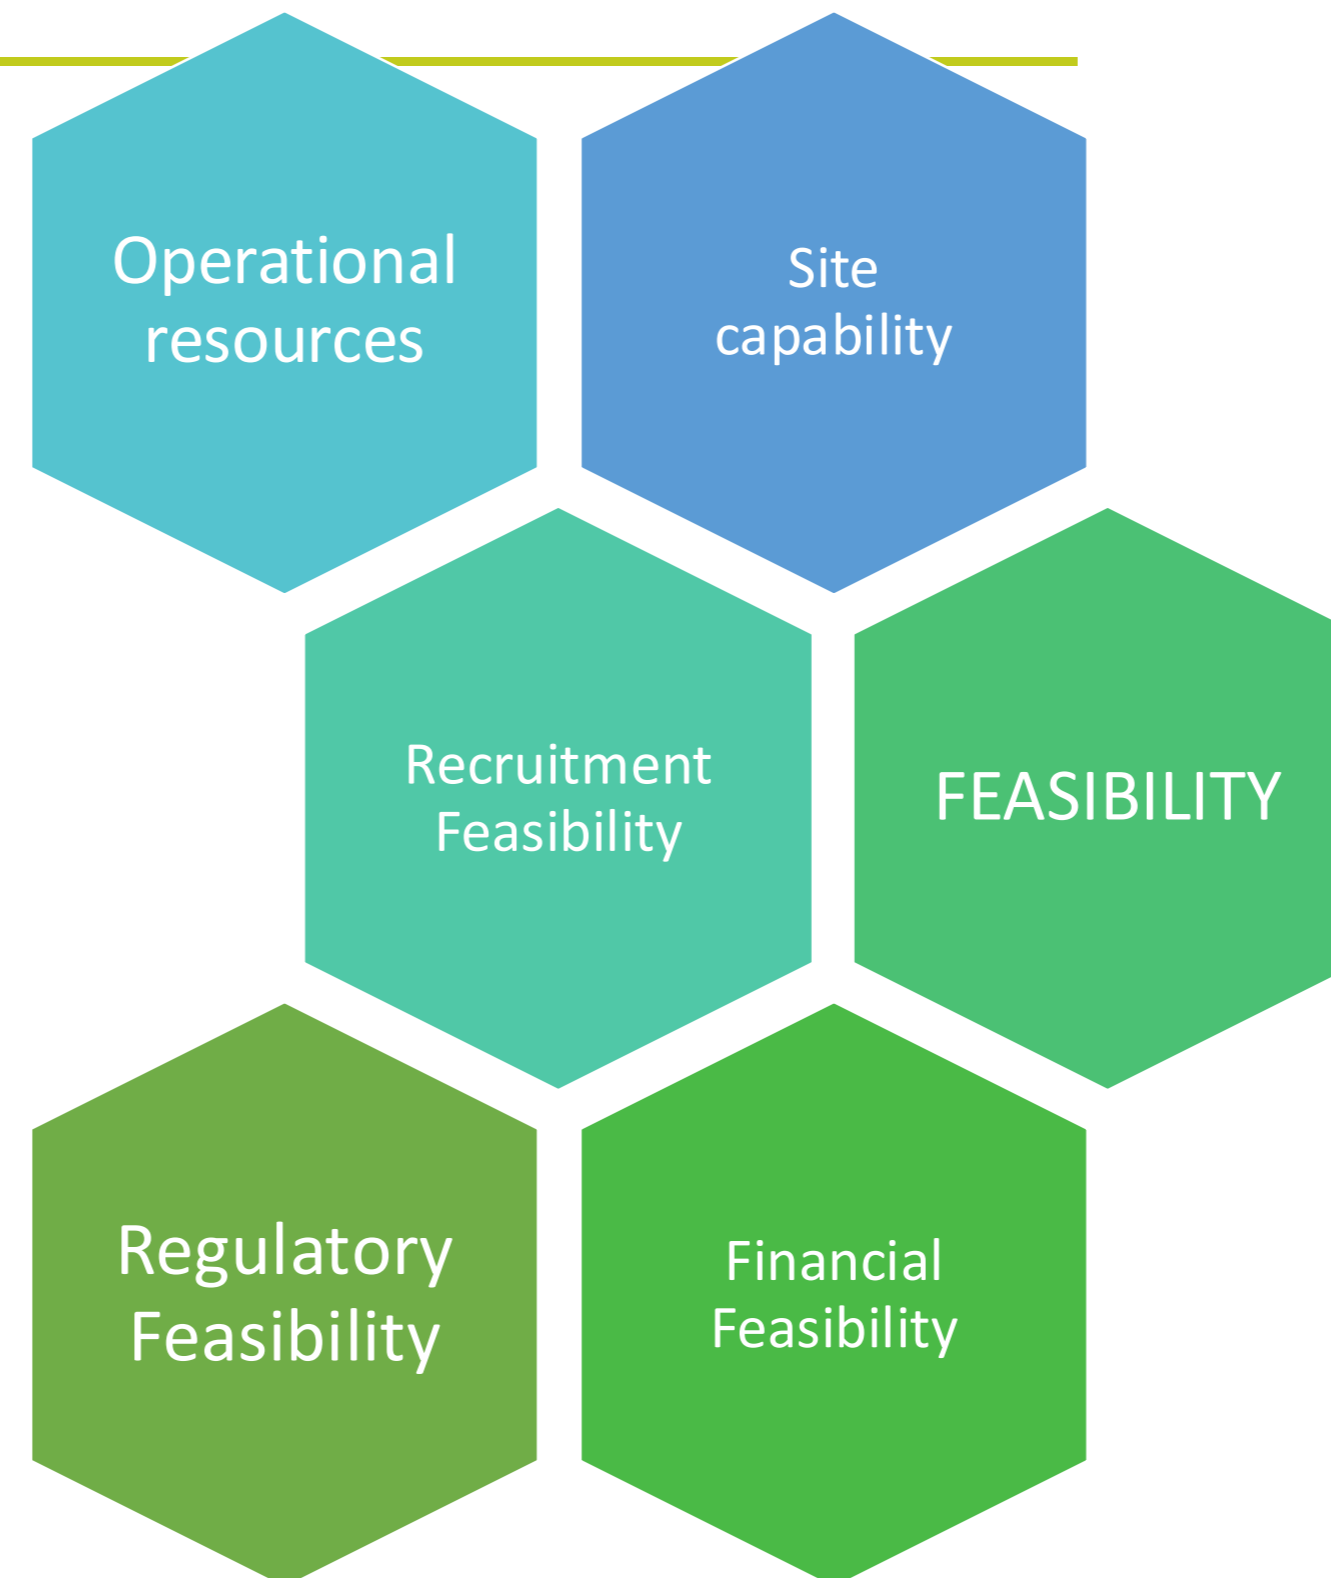 Operational
resources
Site
capability
Recruitment
Feasibility
FEASIBILITY
Regulatory
Feasibility
Financial
Feasibility